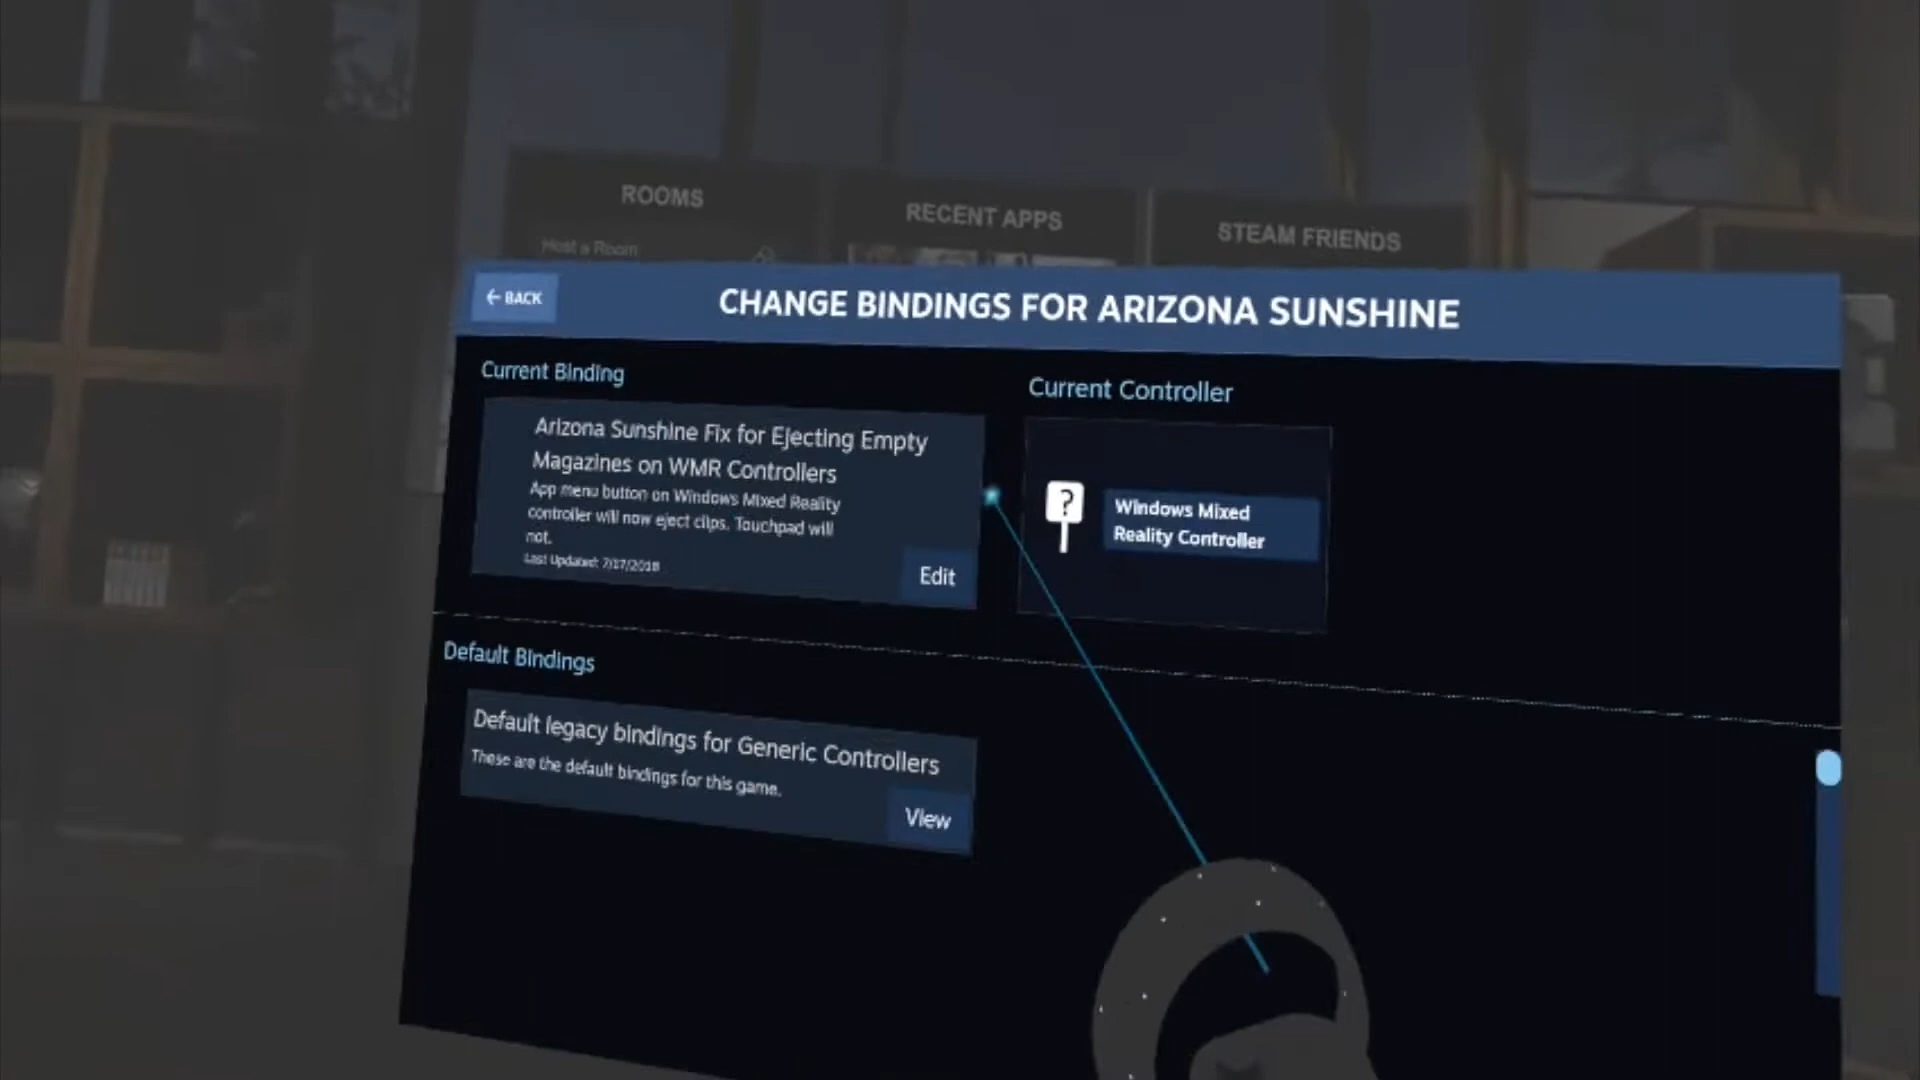 ROOMS
RECENT APPS
STEAM FRIENDS
Host a Room
← BACK
CHANGE BINDINGS FOR ARIZONA SUNSHINE
Current Binding
Arizona Sunshine Fix for Ejecting Empty
Magazines on WMR Controllers
App menu button on Windows Mixed Reality
controller will now eject clips. Touchpad will
not.
Last Updated: 7/17/2018
Edit
Current Controller
?
Windows Mixed
Reality Controller
Default Bindings
Default legacy bindings for Generic Controllers
These are the default bindings for this game.
View